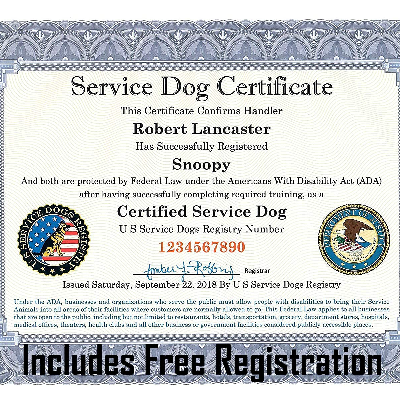 Service Dog Certificate
This Certificate Confirms Handler
Robert Lancaster
Has Successfully Registered
Snoopy
And both are protected by Federal Law under the Americans With Disability Act (ADA)
after having successfully completing required training, as a
Certified Service Dog
U S Service Dogs Registry Number
1234567890
Registrar
Issued Saturday, September 22, 2018 By U S Service Dogs Registry
Under the ADA, businesses and organizations who serve the public must allow people with disabilities to bring their Service
Animals into all areas of their facilities where customers are normally allowed to go. This Federal Law applies to all businesses
that are open to the public including but not limited to restaurants, hotels, transportation, grocery, department stores, hospitals,
medical offices, theaters, health clubs and all other business or government facilities considered publicly accessible places.
Includes Free Registration